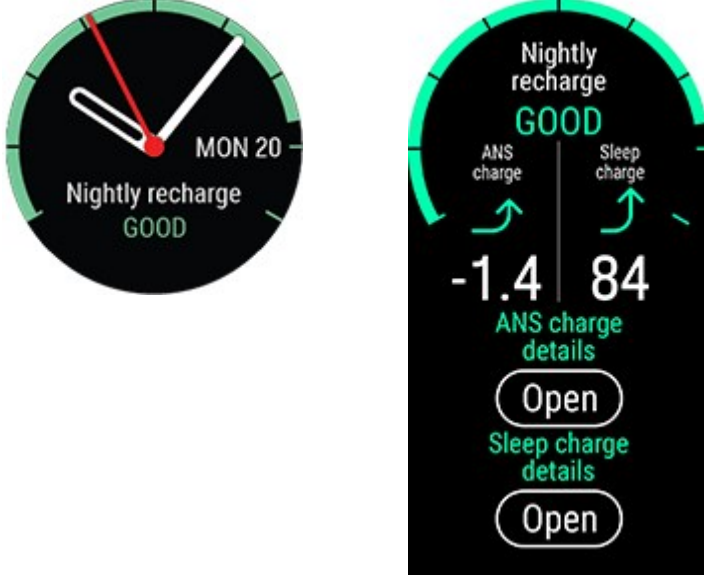 MON 20
Nightly recharge
GOOD
Nightly
recharge
GOOD
ANS
charge
Sleep
charge
-1.4
84
ANS charge
details
Open
Sleep charge
details
Open